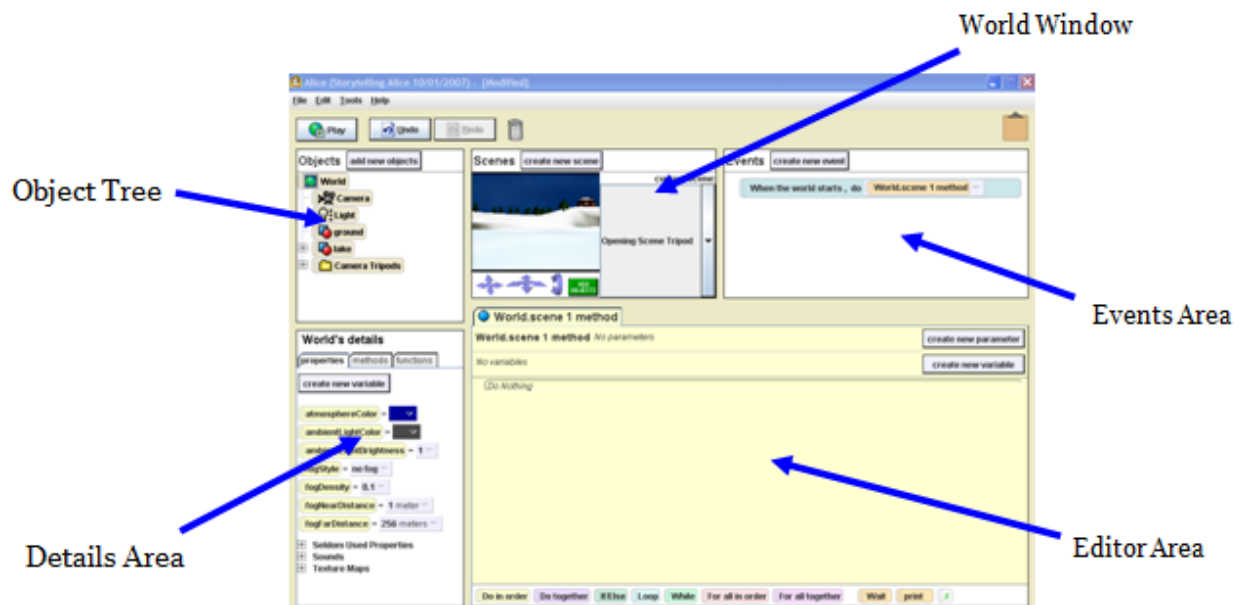 World Window
Alice (Storytelling Alice 10/01/2007) - [Modified]
File Edit Tools Help
Play Undo Redo
Objects add new objects
Scenes create new scene
Events create new event
World
Camera
Light
ground
lake
Camera Tripods
Opening Scene Tripod
When the world starts , do World.scene 1 method
Object Tree
Events Area
World.scene 1 method
World.scene 1 method No parameters
create new parameter
No variables
create new variable
(Do Nothing
World's details
properties methods functions
create new variable
atmosphereColor =
ambientLightColor =
= 1
fogStyle = no fog
fogDensity = 0.1
fogNearDistance = 1 meter
fogFarDistance = 256 meters
Seldom Used Properties
Sounds
Texture Maps
Details Area
Editor Area
Do in order Do together If/Else Loop While For all in order For all together Wait print //